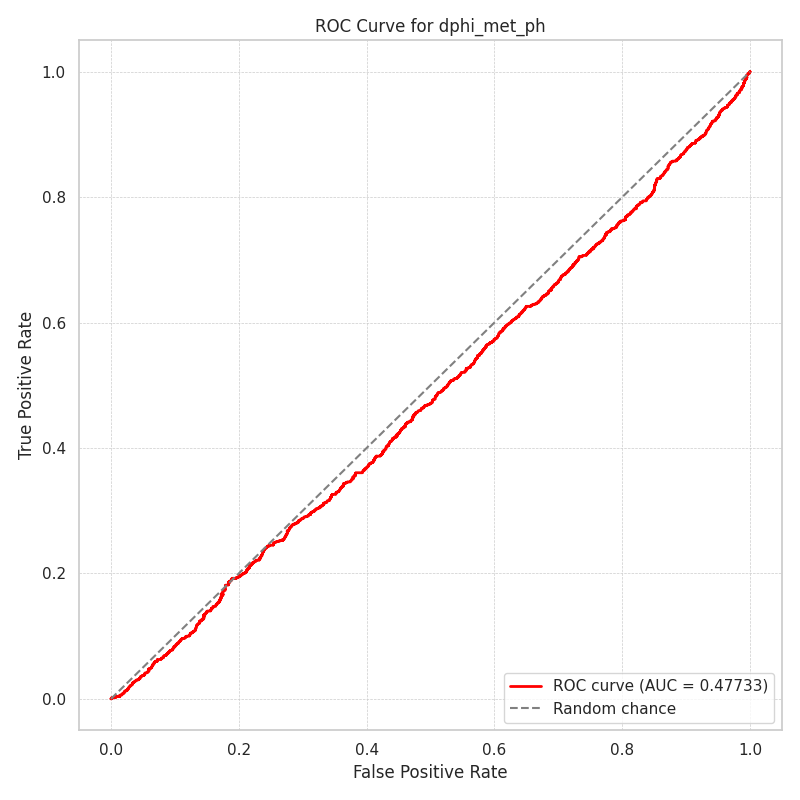 ROC Curve for dphi_met_ph
True Positive Rate
1.0
0.8
0.6
0.4
0.2
0.0
ROC curve (AUC = 0.47733)
Random chance
0.0 0.2 0.4 0.6 0.8 1.0
False Positive Rate